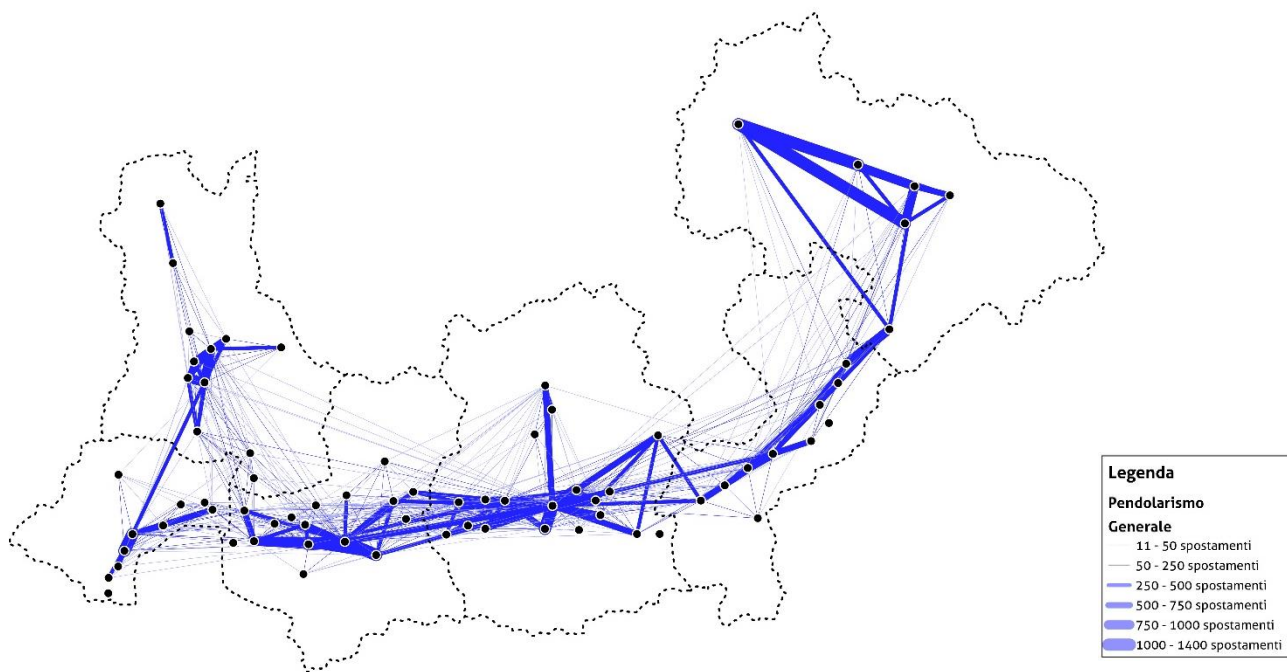 Legenda
Pendolarismo
Generale
11 - 50 spostamenti
50 - 250 spostamenti
250 - 500 spostamenti
500 - 750 spostamenti
750 - 1000 spostamenti
1000 - 1400 spostamenti